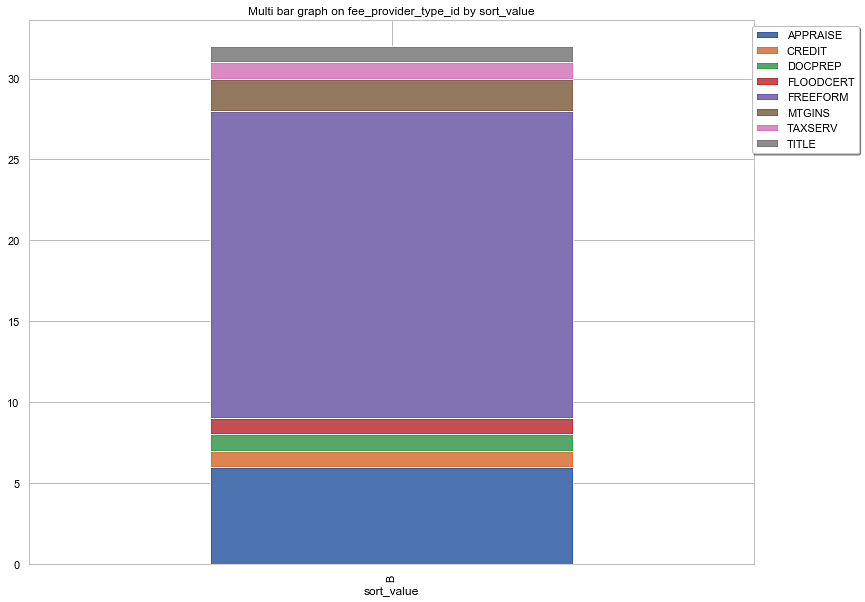 Multi bar graph on fee_provider_type_id by sort_value
APPRAISE
CREDIT
DOCPREP
FLOODCERT
FREEFORM
MTGINS
TAXSERV
TITLE
30
25
20
15
10
5
0
B
sort_value